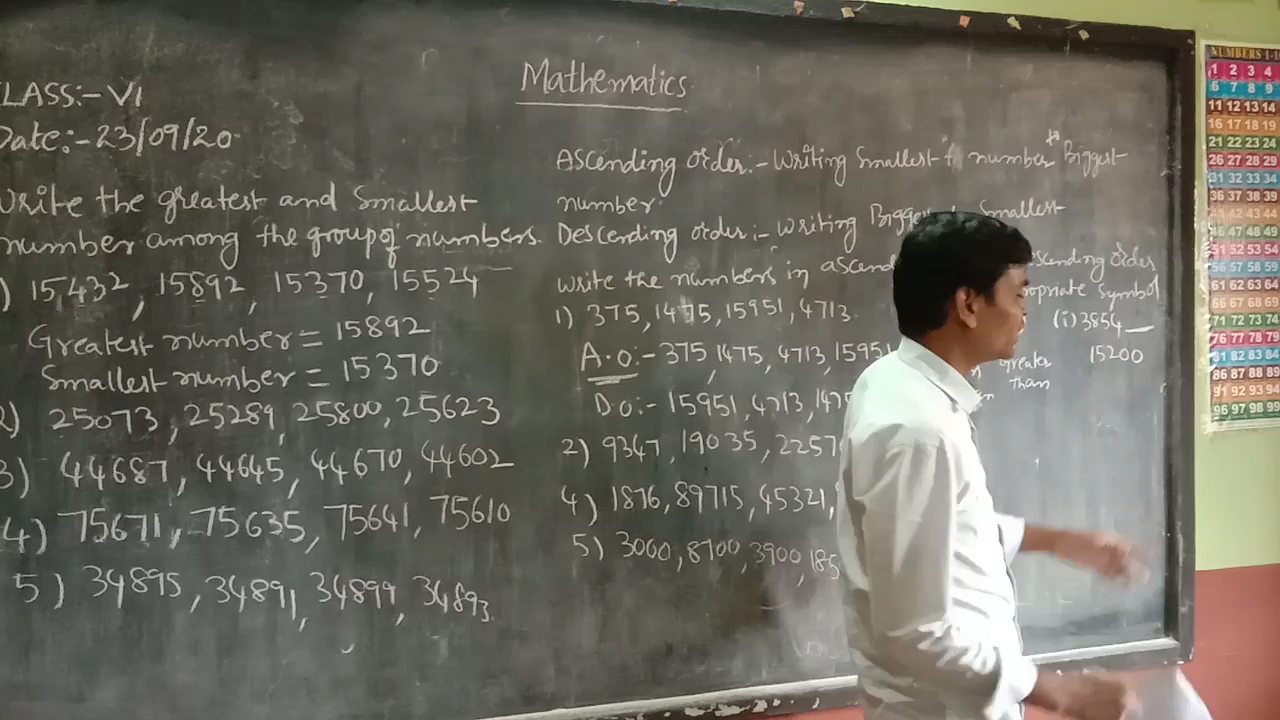 Mathematics
CLASS:- VI
Date:- 23/09/20
Write the greatest and Smallest
number among the group of numbers.
) 15432, 15892, 15370, 15524
Greatest number = 15892
Smallest number = 15370
2) 25073, 25289, 25800, 25623
3) 44687, 44645, 44670, 44602
4) 75671, 75635, 75641, 75610
5) 34895, 34891, 34899, 34893.
Ascending order:- Writing Smallest number to Biggest
number.
Descending order:- Writing Smallest
write the numbers in
1) 375, 1475, 15951, 4713.
A.O:- 375, 1475, 4713, 15951
D.O:- 15951, 4713,
2) 9347, 19035,
4) 1876, 89715, 45321,
5) 3000, 8700, 3900,
order
Symbol
(i) 3854 __
15200
Greater
than
NUMBERS
1 2 3 4
6 7 8 9
11 12 13 14
16 17 18 19
21 22 23 24
26 27 28 29
31 32 33 34
36 37 38 39
41 42 43 44
46 47 48 49
51 52 53 54
56 57 58 59
61 62 63 64
66 67 68 69
71 72 73 74
76 77 78 79
81 82 83 84
86 87 88 89
91 92 93 94
96 97 98 99